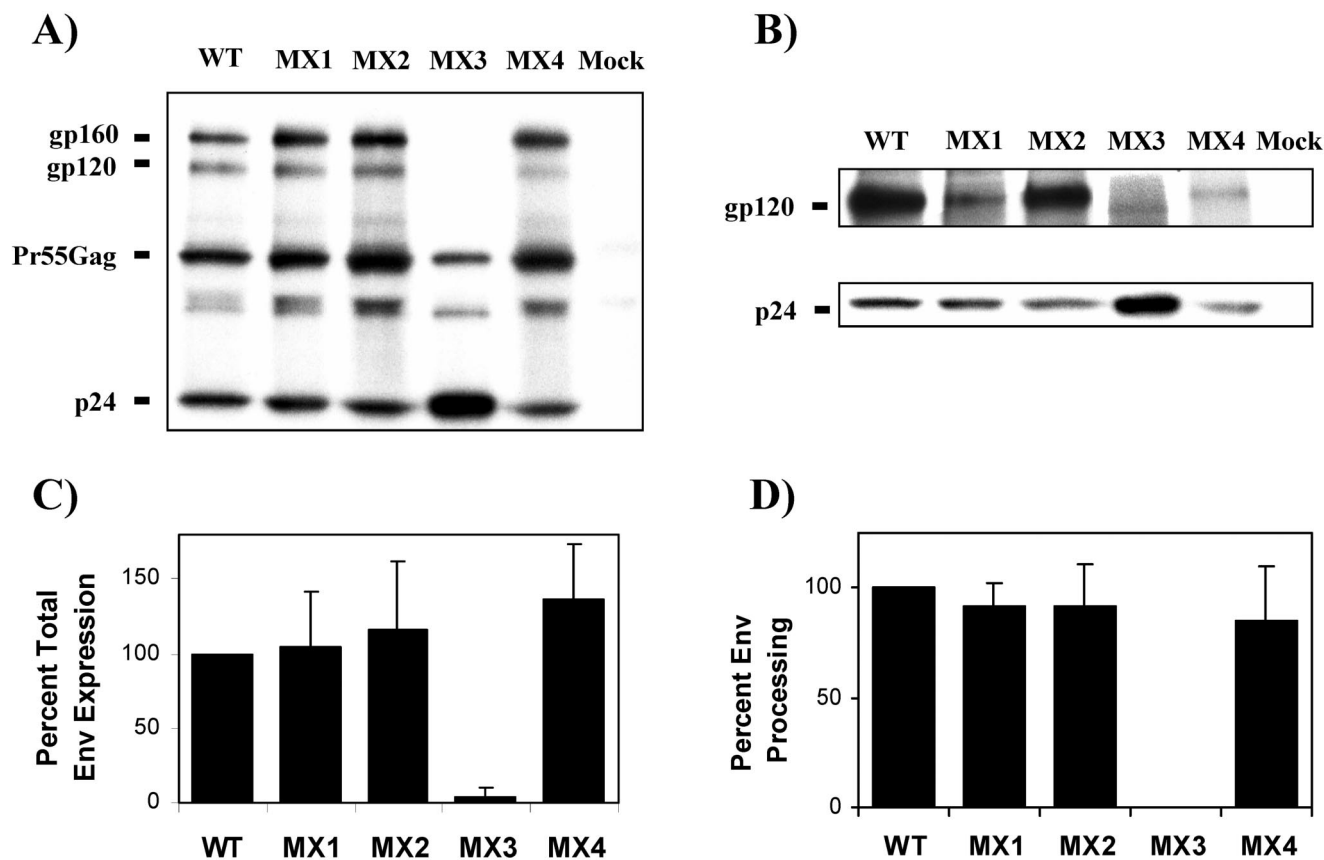 A)
WT MX1 MX2 MX3 MX4 Mock
gp160
gp120
Pr55Gag
p24
B)
WT MX1 MX2 MX3 MX4 Mock
gp120
p24
C)
Percent Total
Env Expression
150
100
50
0
WT MX1 MX2 MX3 MX4
D)
Percent Env
Processing
100
50
0
WT MX1 MX2 MX3 MX4